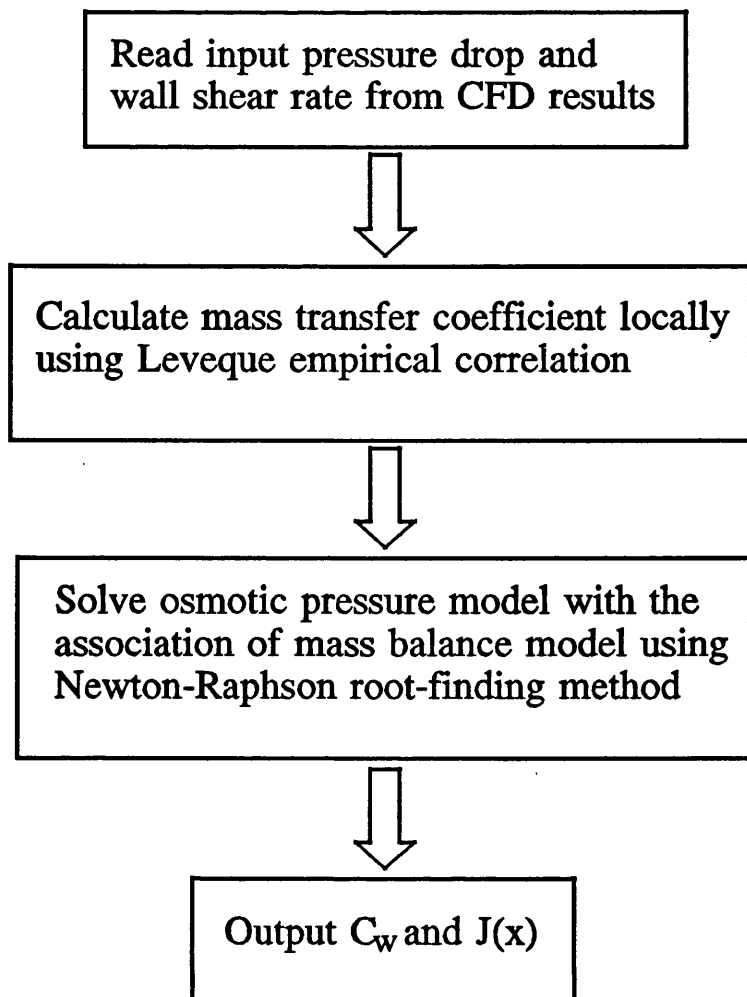 Read input pressure drop and
wall shear rate from CFD results
Calculate mass transfer coefficient locally
using Leveque empirical correlation
Solve osmotic pressure model with the
association of mass balance model using
Newton-Raphson root-finding method
Output C_w and J(x)